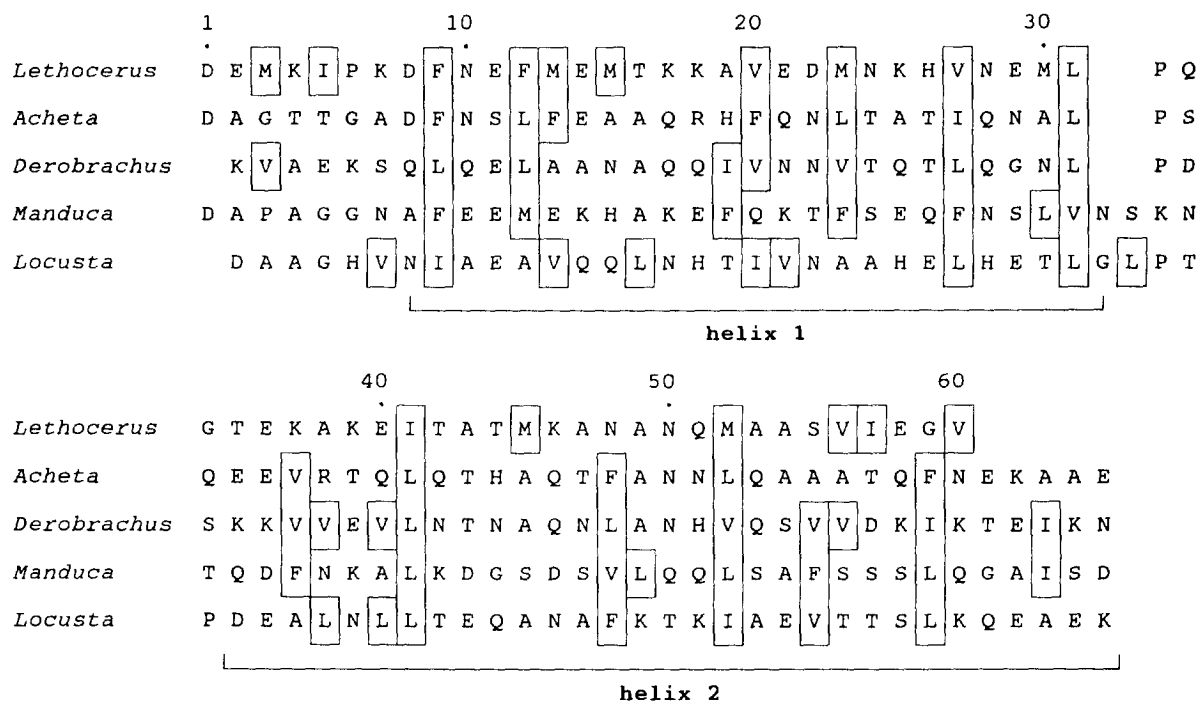 1 10 20 30
Lethocerus D E M K I P K D F N E F M E M T K K A V E D M N K H V N E M L P Q
Acheta D A G T T G A D F N S L F E A A Q R H F Q N L T A T I Q N A L P S
Derobrachus K V A E K S Q L Q E L A A N A Q Q I V N N V T Q T L Q G N L P D
Manduca D A P A G G N A F E E M E K H A K E F Q K T F S E Q F N S L V N S K N
Locusta D A A G H V N I A E A V Q Q L N H T I V N A A H E L H E T L G L P T
helix 1
40 50 60
Lethocerus G T E K A K E I T A T M K A N A N Q M A A S V I E G V
Acheta Q E E V R T Q L Q T H A Q T F A N N L Q A A A T Q F N E K A A E
Derobrachus S K K V V E V L N T N A Q N L A N H V Q S V V D K I K T E I K N
Manduca T Q D F N K A L K D G S D S V L Q Q L S A F S S S L Q G A I S D
Locusta P D E A L N L L T E Q A N A F K T K I A E V T T S L K Q E A E K
helix 2